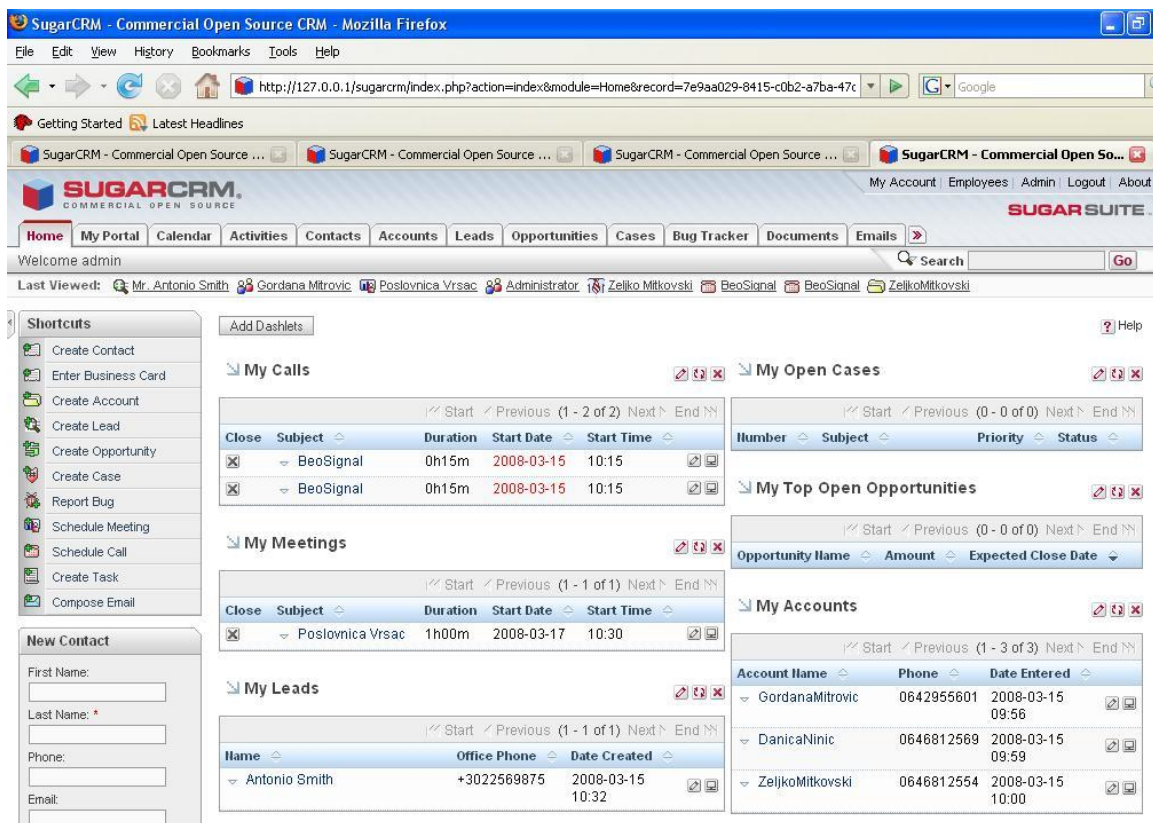 SugarCRM - Commercial Open Source CRM - Mozilla Firefox
File Edit View History Bookmarks Tools Help
http://127.0.0.1/sugarcrm/index.php?action=index&module=Home&record=7e9aa029-8415-c0b2-a7ba-47c
Google
Getting Started Latest Headlines
SugarCRM - Commercial Open Source ... SugarCRM - Commercial Open Source ... SugarCRM - Commercial Open Source ... SugarCRM - Commercial Open So...
My Account Employees Admin Logout About
SUGARCRM.
COMMERCIAL OPEN SOURCE
SUGAR SUITE
Home My Portal Calendar Activities Contacts Accounts Leads Opportunities Cases Bug Tracker Documents Emails
Welcome admin Search Go
Last Viewed: Mr. Antonio Smith Gordana Mitrovic Poslovnica Vrsac Administrator Zeljko Mitkovski BeoSignal BeoSignal ZeljkoMitkovski
Shortcuts
Create Contact
Enter Business Card
Create Account
Create Lead
Create Opportunity
Create Case
Report Bug
Schedule Meeting
Schedule Call
Create Task
Compose Email
New Contact
First Name:
Last Name: *
Phone:
Email:
Add Dashlets
? Help
My Calls
Start Previous (1 - 2 of 2) Next End
Close Subject Duration Start Date Start Time
BeoSignal 0h15m 2008-03-15 10:15
BeoSignal 0h15m 2008-03-15 10:15
My Meetings
Start Previous (1 - 1 of 1) Next End
Close Subject Duration Start Date Start Time
Poslovnica Vrsac 1h00m 2008-03-17 10:30
My Leads
Start Previous (1 - 1 of 1) Next End
Name Office Phone Date Created
Antonio Smith +3022569875 2008-03-15
10:32
My Open Cases
Start Previous (0 - 0 of 0) Next End
Number Subject Priority Status
My Top Open Opportunities
Start Previous (0 - 0 of 0) Next End
Opportunity Name Amount Expected Close Date
My Accounts
Start Previous (1 - 3 of 3) Next End
Account Name Phone Date Entered
GordanaMitrovic 0642955601 2008-03-15
09:56
DanicaNinic 0646812569 2008-03-15
09:59
ZeljkoMitkovski 0646812554 2008-03-15
10:00